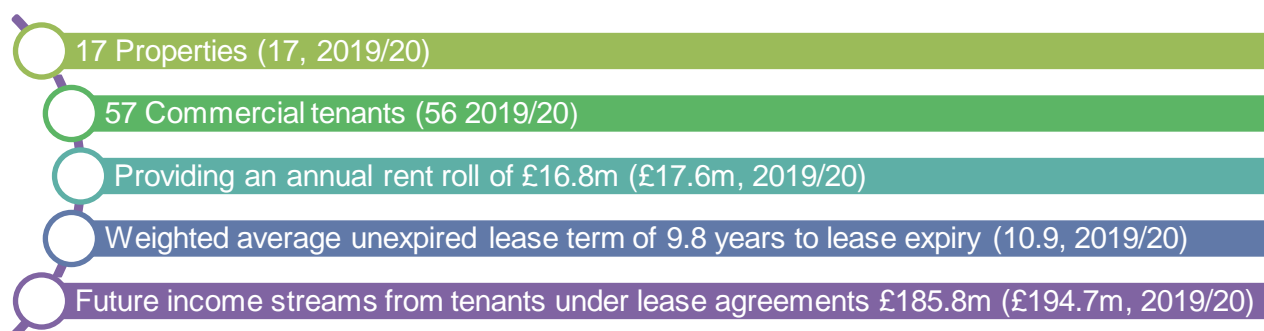 17 Properties (17, 2019/20)
57 Commercial tenants (56 2019/20)
Providing an annual rent roll of £16.8m (£17.6m, 2019/20)
Weighted average unexpired lease term of 9.8 years to lease expiry (10.9, 2019/20)
Future income streams from tenants under lease agreements £185.8m (£194.7m, 2019/20)